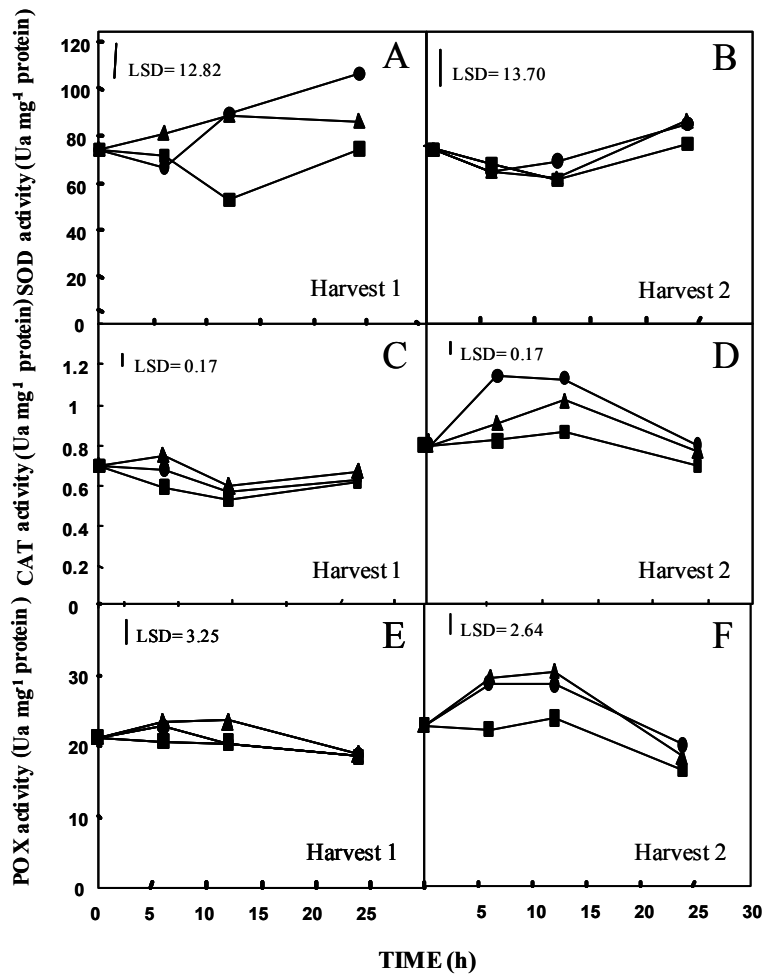 SOD activity (Ua mg⁻¹ protein)
120
100
80
60
40
20
0
LSD= 12.82
A
Harvest 1
LSD= 13.70
B
Harvest 2
CAT activity (Ua mg⁻¹ protein)
1.2
1
0.8
0.6
0.4
0.2
0
LSD= 0.17
C
Harvest 1
LSD= 0.17
D
Harvest 2
POX activity (Ua mg⁻¹ protein)
30
20
10
0
LSD= 3.25
E
Harvest 1
LSD= 2.64
F
Harvest 2
0 5 10 15 20 25 5 10 15 20 25 30
TIME (h)